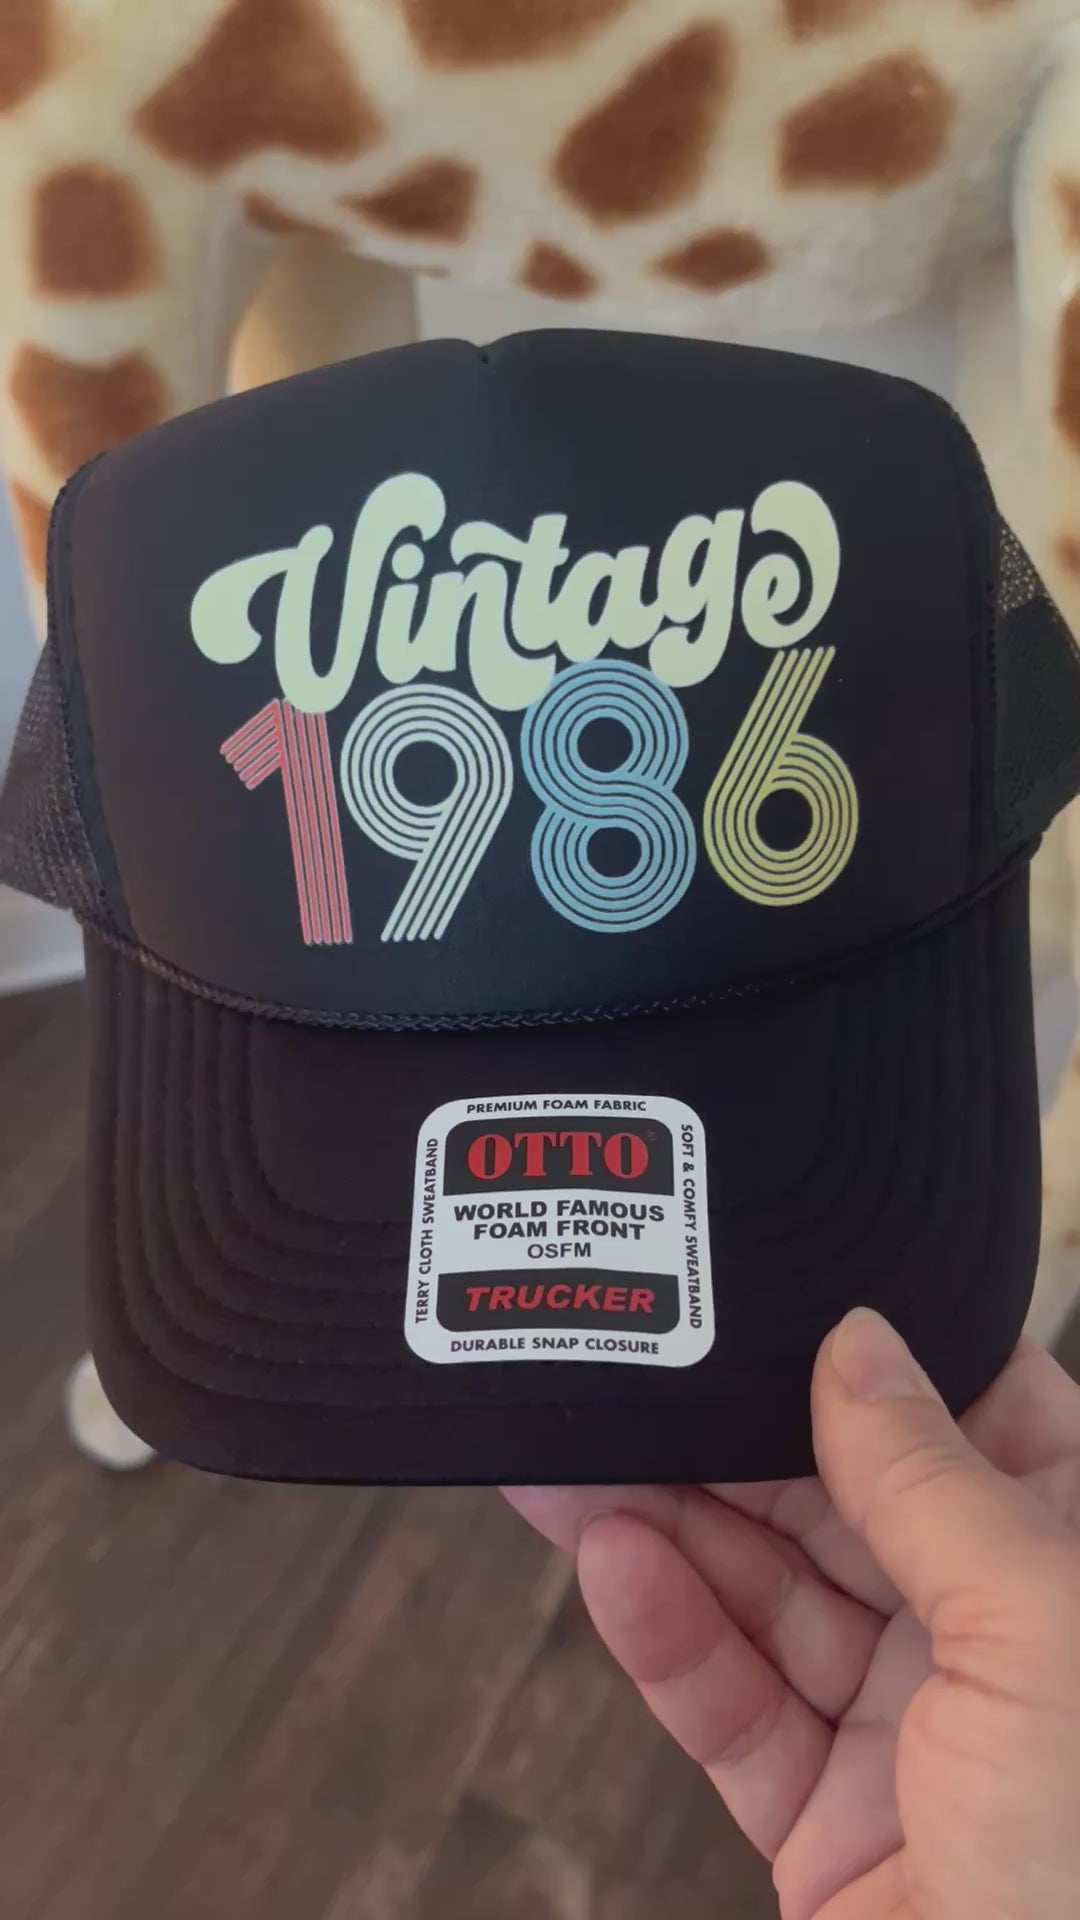 Vintage
1986
PREMIUM FOAM FABRIC
OTTO®
WORLD FAMOUS
FOAM FRONT
OSFM
TRUCKER
DURABLE SNAP CLOSURE
TERRY CLOTH SWEATBAND
SOFT & COMFY SWEATBAND